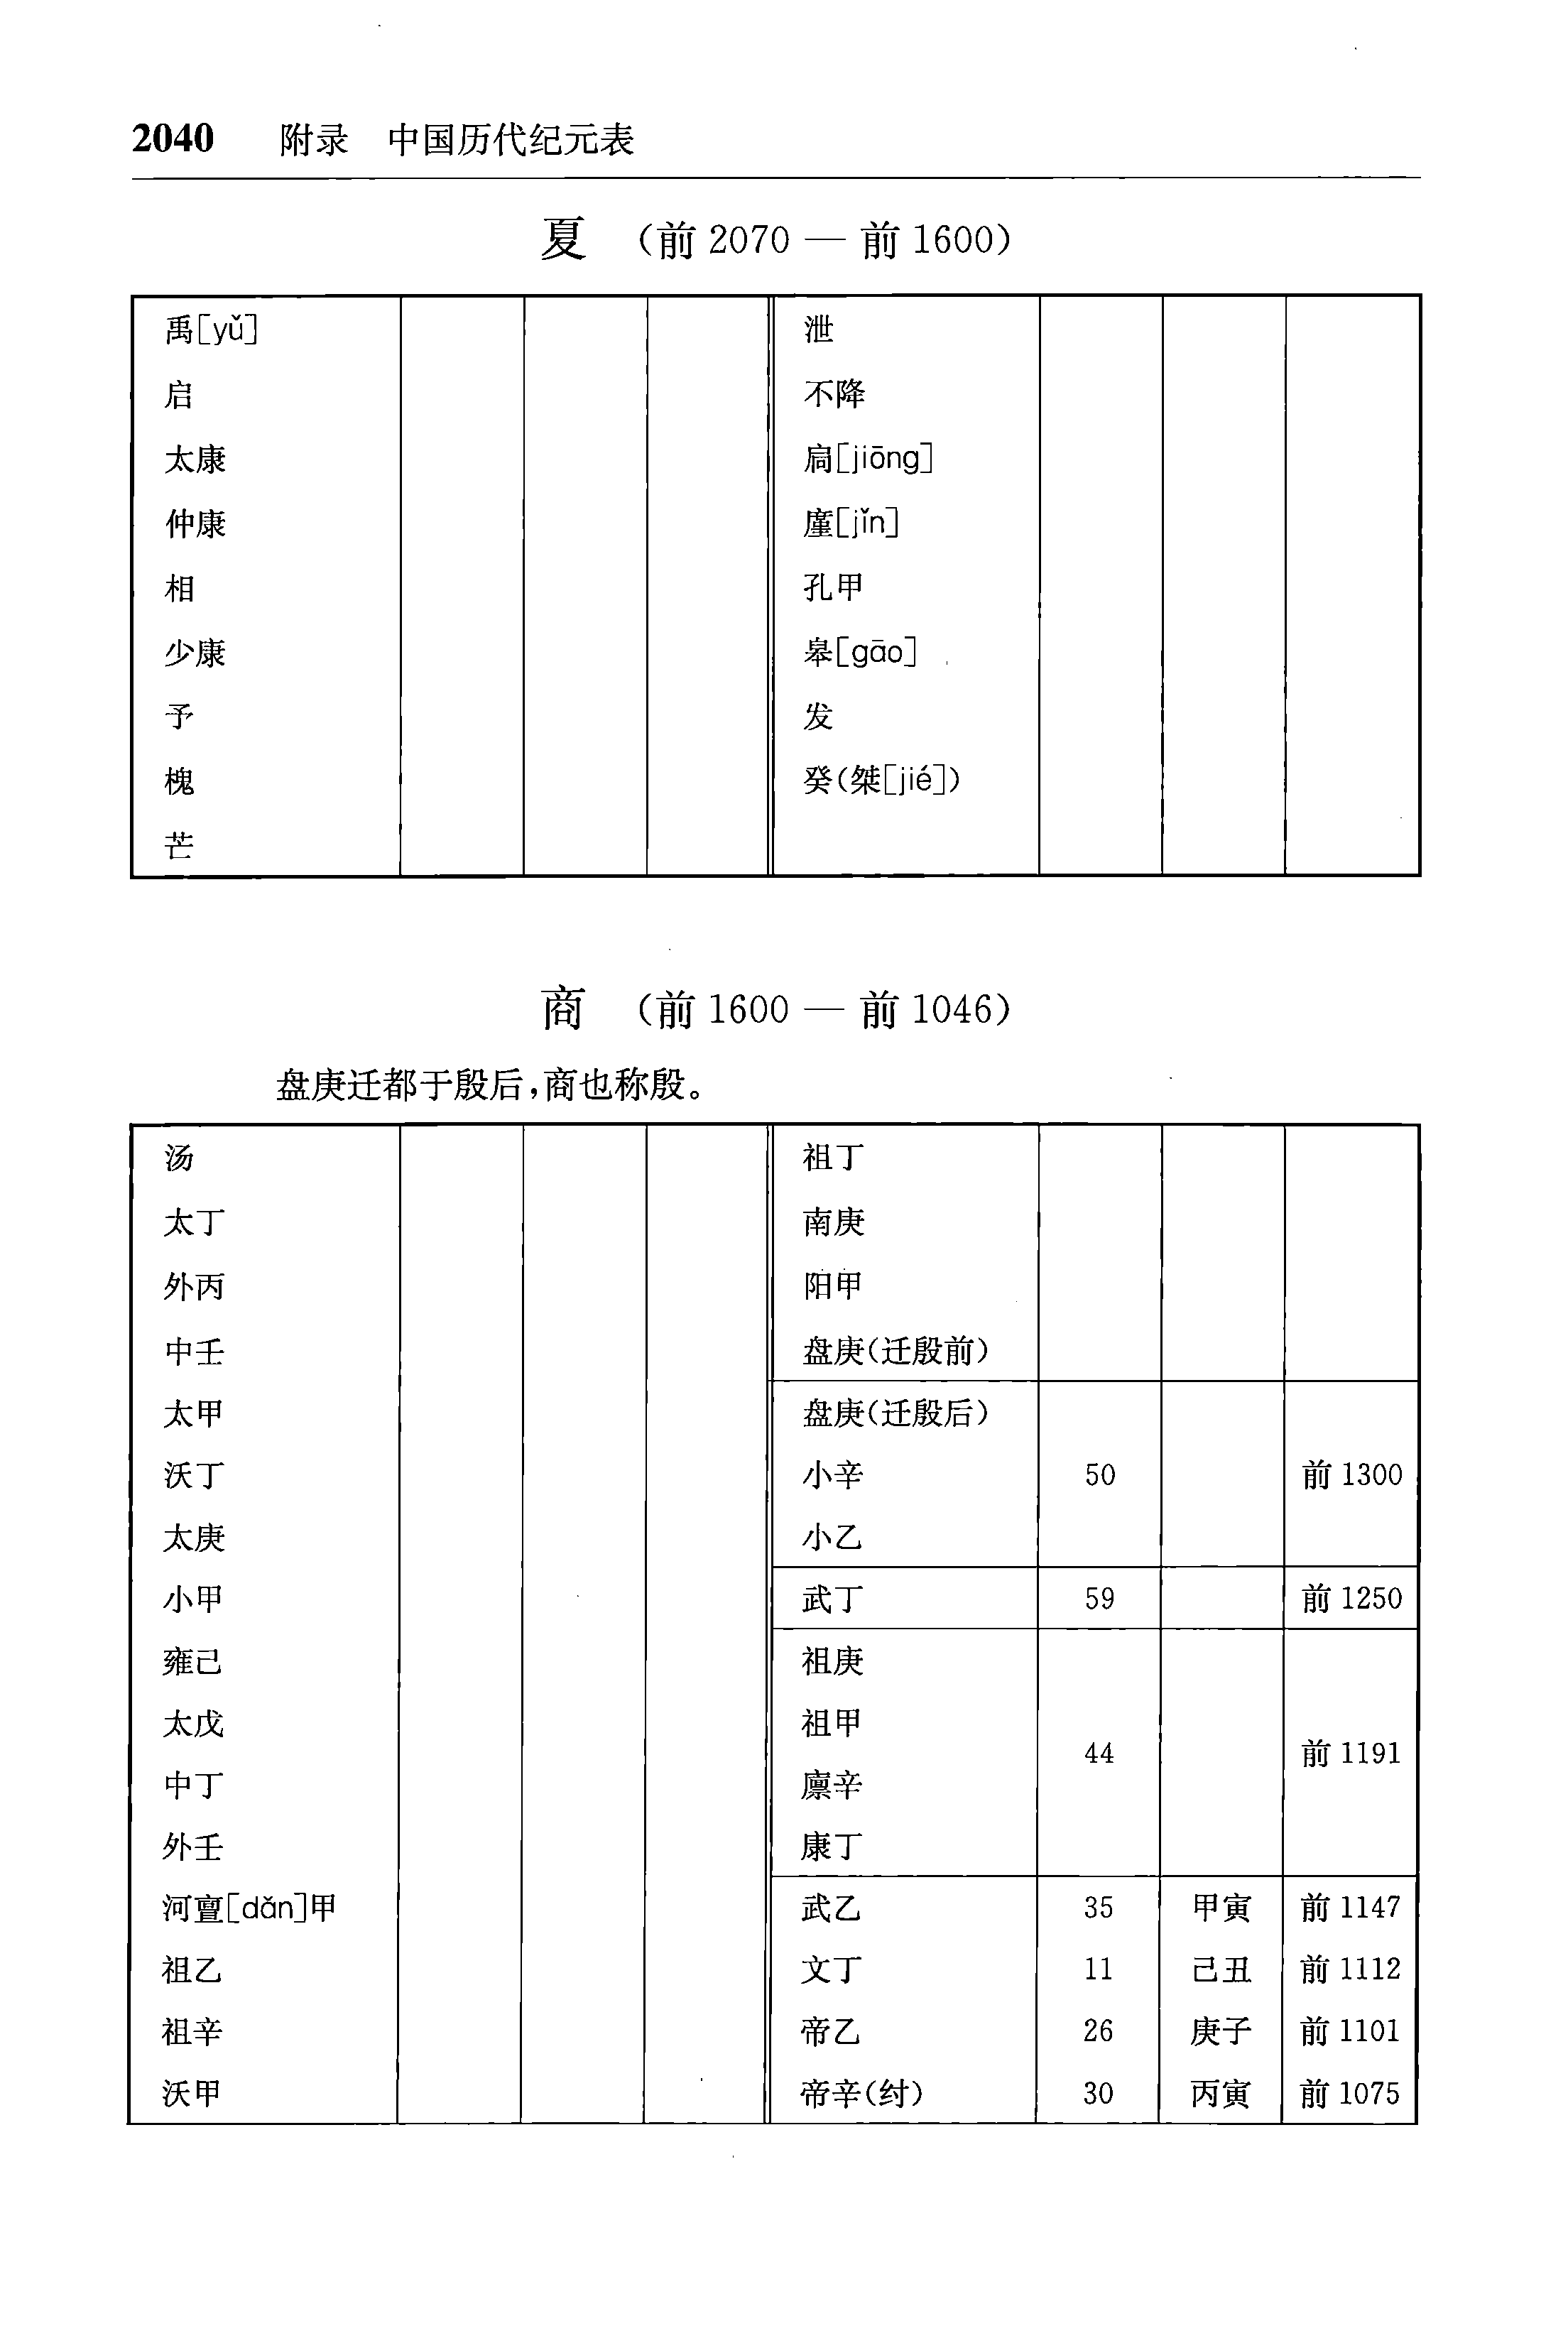 2040 附录 中国历代纪元表
夏 (前 2070 — 前 1600)
禹[yǔ]
启
太康
仲康
相
少康
予
槐
芒
泄
不降
扃[jiōng]
廑[jǐn]
孔甲
皋[gāo]
发
癸(桀[jié])
商 (前 1600 — 前 1046)
盘庚迁都于殷后,商也称殷。
汤
太丁
外丙
中壬
太甲
沃丁
太庚
小甲
雍己
太戊
中丁
外壬
河亶[dǎn]甲
祖乙
祖辛
沃甲
祖丁
南庚
阳甲
盘庚(迁殷前)
盘庚(迁殷后)
小辛 50 前 1300
小乙
武丁 59 前 1250
祖庚
祖甲
44 前 1191
廪辛
康丁
武乙 35 甲寅 前 1147
文丁 11 己丑 前 1112
帝乙 26 庚子 前 1101
帝辛(纣) 30 丙寅 前 1075